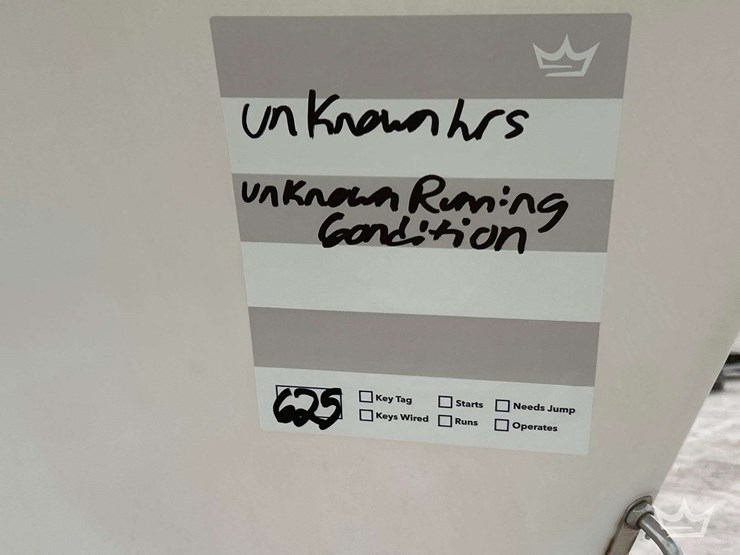 unknown hrs
unknown Running
Condition
625
Key Tag
Starts
Needs Jump
Keys Wired
Runs
Operates